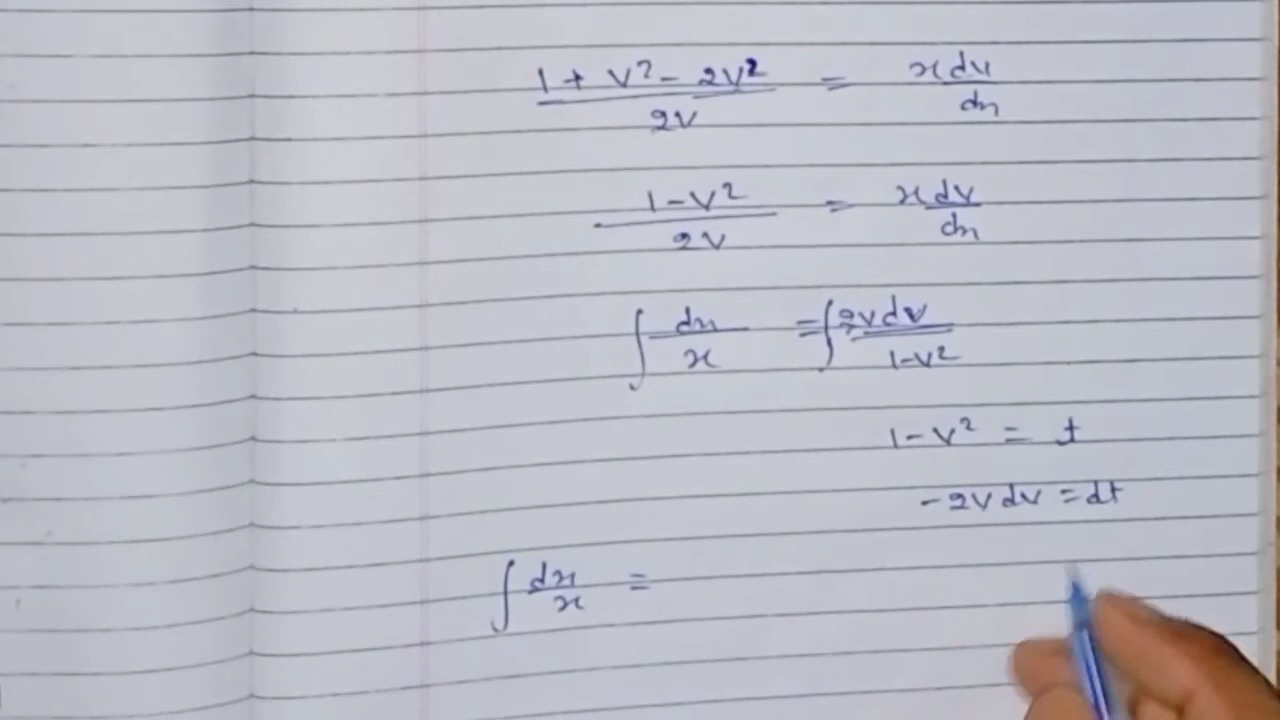 1 + v² - 2v² / 2v = x dv / dx
1 - v² / 2v = x dv / dx
∫ dx / x = ∫ 2v dv / 1-v²
1 - v² = t
-2v dv = dt
∫ dx / x =